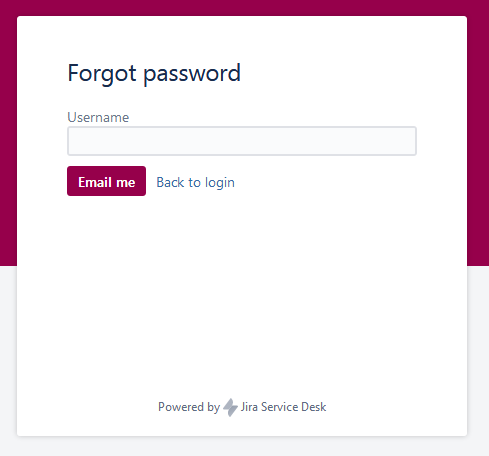 Forgot password
Username
Email me Back to login
Powered by Jira Service Desk